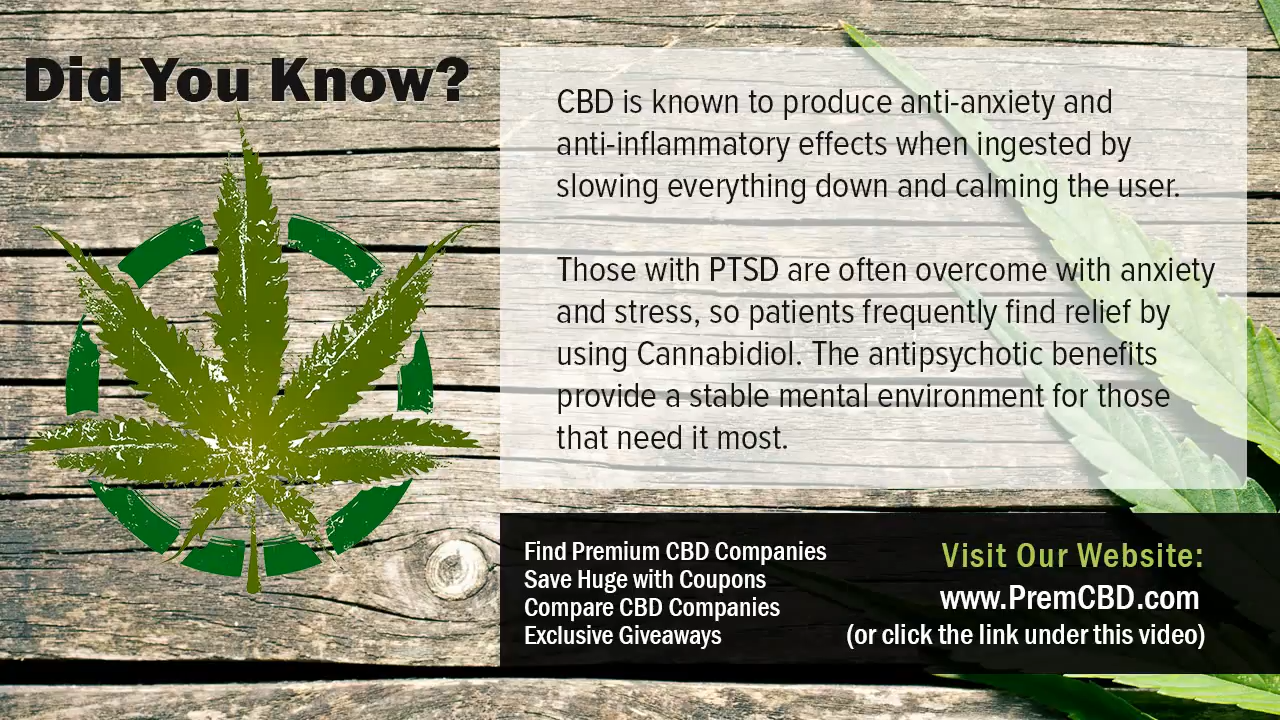 Did You Know?
CBD is known to produce anti-anxiety and
anti-inflammatory effects when ingested by
slowing everything down and calming the user.
Those with PTSD are often overcome with anxiety
and stress, so patients frequently find relief by
using Cannabidiol. The antipsychotic benefits
provide a stable mental environment for those
that need it most.
Find Premium CBD Companies
Save Huge with Coupons
Compare CBD Companies
Exclusive Giveaways
Visit Our Website:
www.PremCBD.com
(or click the link under this video)